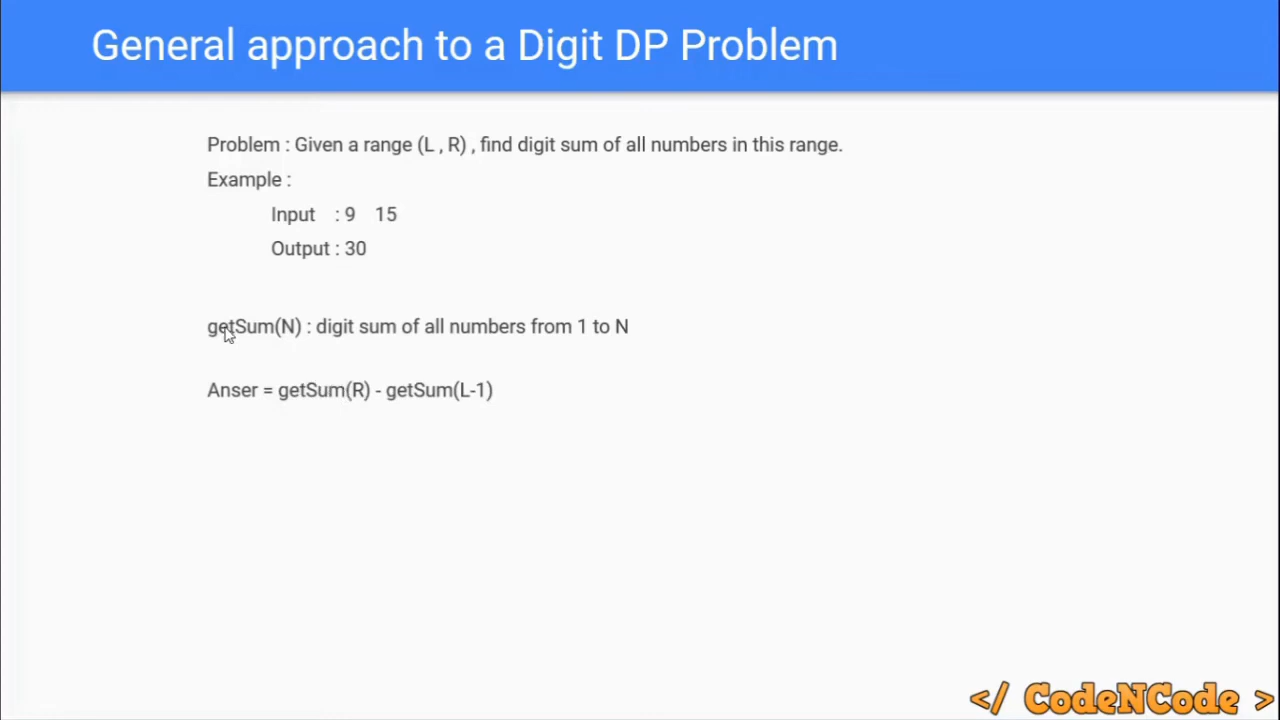 General approach to a Digit DP Problem
Problem : Given a range (L , R) , find digit sum of all numbers in this range.
Example :
Input : 9 15
Output : 30
getSum(N) : digit sum of all numbers from 1 to N
Anser = getSum(R) - getSum(L-1)
</ CodeNCode >